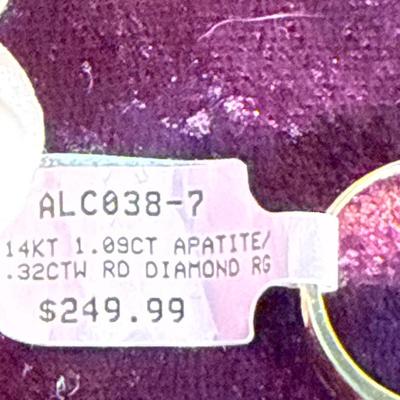 ALC038-7
14KT 1.09CT APATITE/
.32CTW RD DIAMOND RG
$249.99